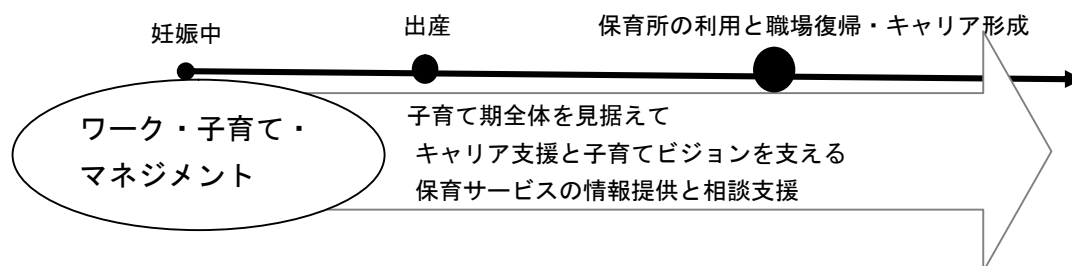 妊娠中
出産
保育所の利用と職場復帰・キャリア形成
ワーク・子育て・
マネジメント
子育て期全体を見据えて
キャリア支援と子育てビジョンを支える
保育サービスの情報提供と相談支援